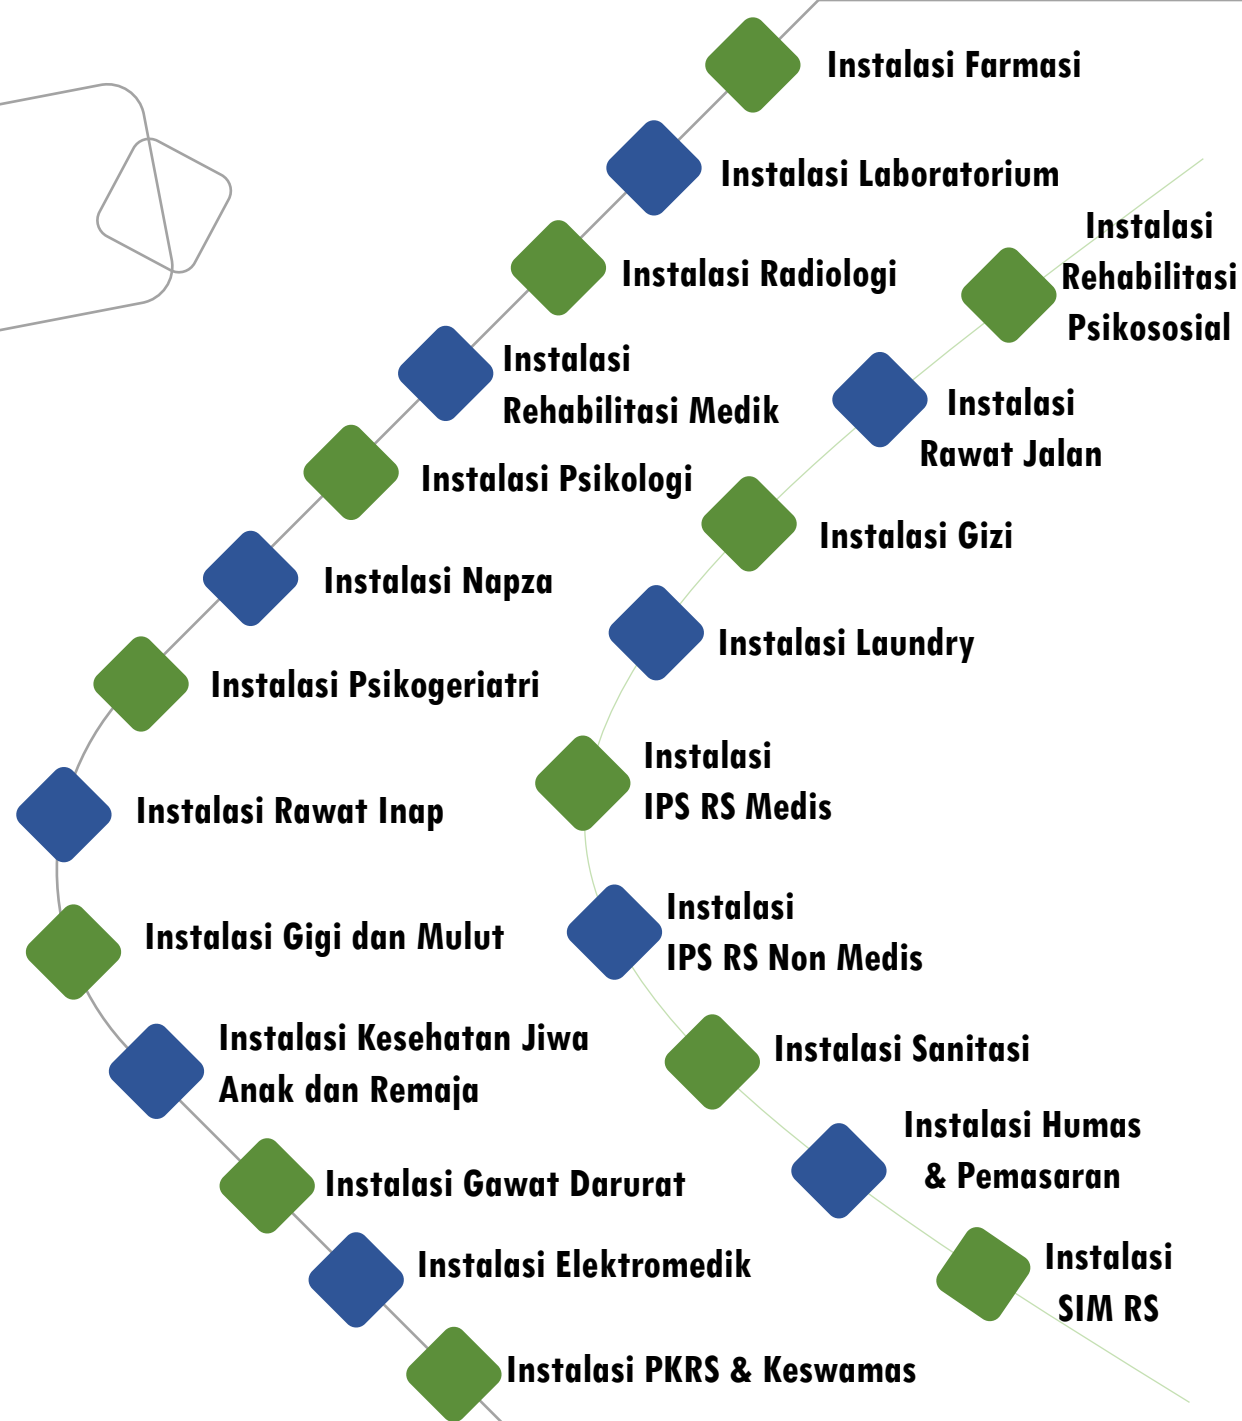 Instalasi Farmasi
Instalasi Laboratorium
Instalasi Radiologi
Instalasi
Rehabilitasi Medik
Instalasi Psikologi
Instalasi Napza
Instalasi Psikogeriatri
Instalasi Rawat Inap
Instalasi Gigi dan Mulut
Instalasi Kesehatan Jiwa
Anak dan Remaja
Instalasi Gawat Darurat
Instalasi Elektromedik
Instalasi PKRS & Keswamas
Instalasi
Rehabilitasi
Psikososial
Instalasi
Rawat Jalan
Instalasi Gizi
Instalasi Laundry
Instalasi
IPS RS Medis
Instalasi
IPS RS Non Medis
Instalasi Sanitasi
Instalasi Humas
& Pemasaran
Instalasi
SIM RS